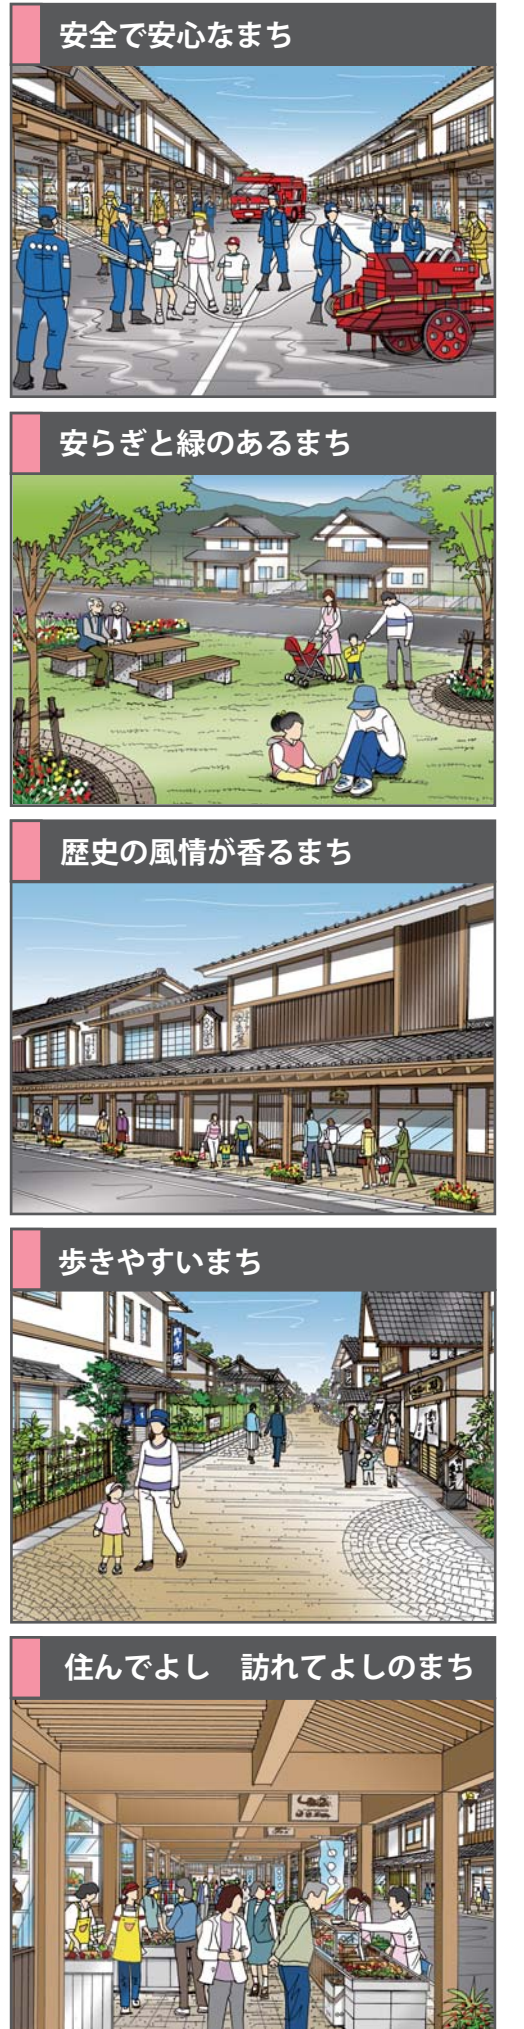 安全で安心なまち
安らぎと緑のあるまち
歴史の風情が香るまち
歩きやすいまち
住んでよし　訪れてよしのまち